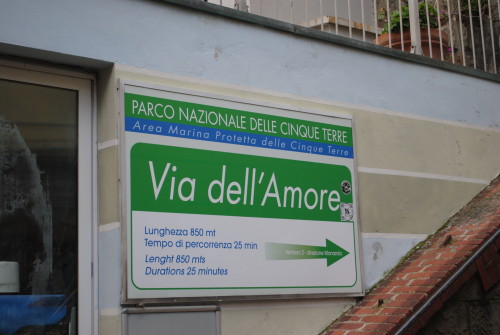 PARCO NAZIONALE DELLE CINQUE TERRE
Area Marina Protetta delle Cinque Terre
Via dell'Amore
Lunghezza 850 mt
Tempo di percorrenza 25 min
Lenght 850 mts
Durations 25 minutes